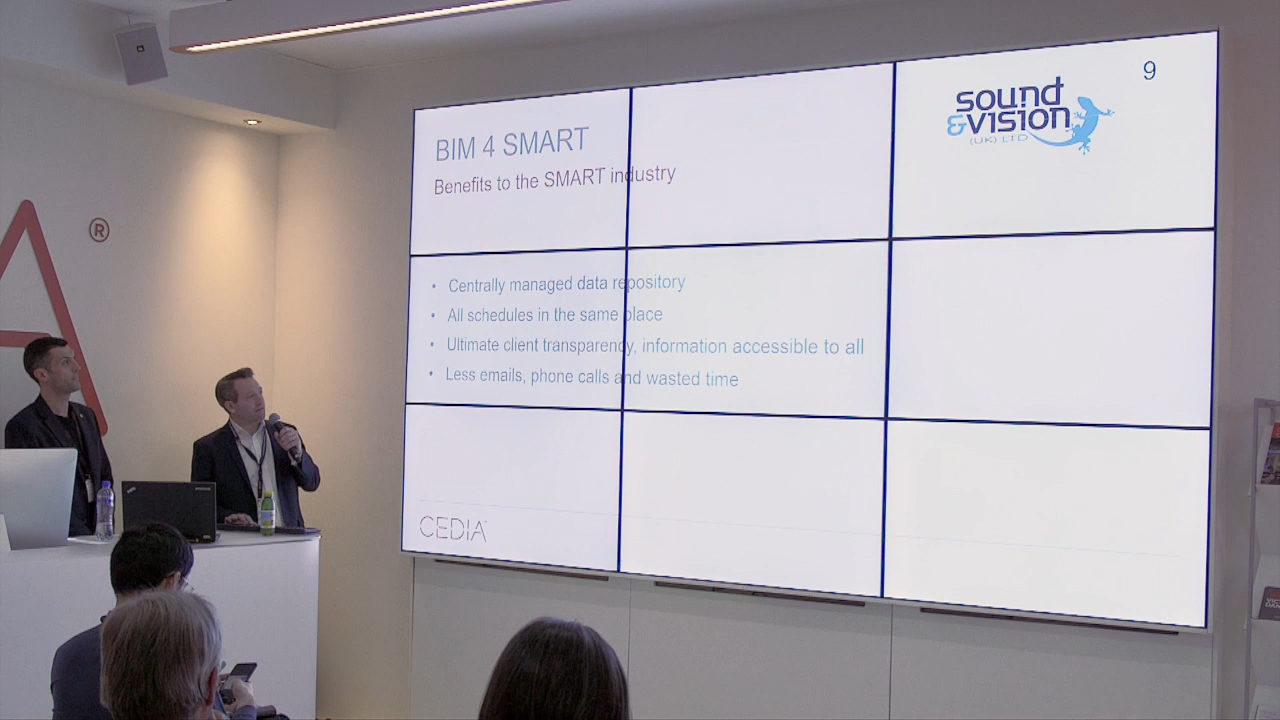 BIM 4 SMART
Benefits to the SMART industry
sound
&vision
(UK) LTD
9
• Centrally managed data repository
• All schedules in the same place
• Ultimate client transparency, information accessible to all
• Less emails, phone calls and wasted time
CEDIA
A®